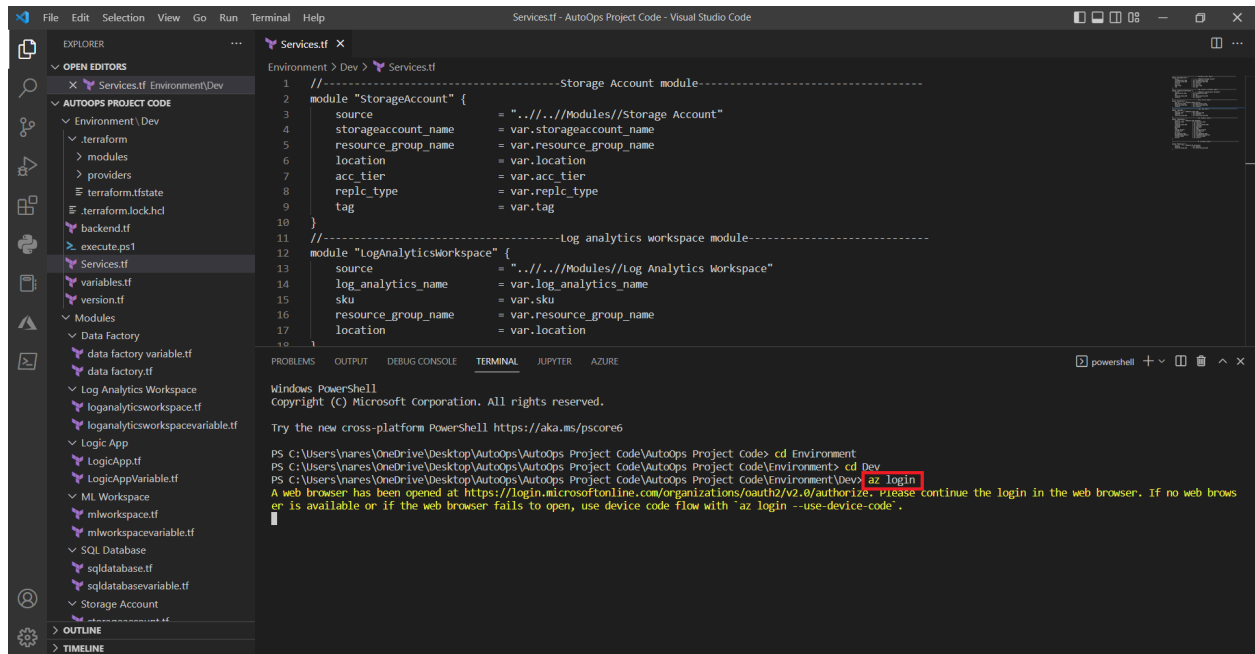 File Edit Selection View Go Run Terminal Help
Services.tf - AutoOps Project Code - Visual Studio Code
EXPLORER
OPEN EDITORS
Services.tf Environment\Dev
AUTOOPS PROJECT CODE
Environment\Dev
.terraform
modules
providers
terraform.tfstate
.terraform.lock.hcl
backend.tf
execute.ps1
Services.tf
variables.tf
version.tf
Modules
Data Factory
data factory variable.tf
data factory.tf
Log Analytics Workspace
loganalyticsworkspace.tf
loganalyticsworkspacevariable.tf
Logic App
LogicApp.tf
LogicAppVariable.tf
ML Workspace
mlworkspace.tf
mlworkspacevariable.tf
SQL Database
sqldatabase.tf
sqldatabasevariable.tf
Storage Account
OUTLINE
TIMELINE
Services.tf
Environment > Dev > Services.tf
1 //--------------------------------------Storage Account module------------------------------------
2 module "StorageAccount" {
3 source = "..//..//Modules//Storage Account"
4 storageaccount_name = var.storageaccount_name
5 resource_group_name = var.resource_group_name
6 location = var.location
7 acc_tier = var.acc_tier
8 replc_type = var.replc_type
9 tag = var.tag
10 }
11 //--------------------------------------Log analytics workspace module-----------------------------
12 module "LogAnalyticsWorkspace" {
13 source = "..//..//Modules//Log Analytics Workspace"
14 log_analytics_name = var.log_analytics_name
15 sku = var.sku
16 resource_group_name = var.resource_group_name
17 location = var.location
18 }
PROBLEMS OUTPUT DEBUG CONSOLE TERMINAL JUPYTER AZURE
powershell
Windows PowerShell
Copyright (C) Microsoft Corporation. All rights reserved.
Try the new cross-platform PowerShell https://aka.ms/pscore6
PS C:\Users\nares\OneDrive\Desktop\AutoOps\AutoOps Project Code\AutoOps Project Code> cd Environment
PS C:\Users\nares\OneDrive\Desktop\AutoOps\AutoOps Project Code\AutoOps Project Code\Environment> cd Dev
PS C:\Users\nares\OneDrive\Desktop\AutoOps\AutoOps Project Code\AutoOps Project Code\Environment\Dev> az login
A web browser has been opened at https://login.microsoftonline.com/organizations/oauth2/v2.0/authorize. Please continue the login in the web browser. If no web brows
er is available or if the web browser fails to open, use device code flow with `az login --use-device-code`.